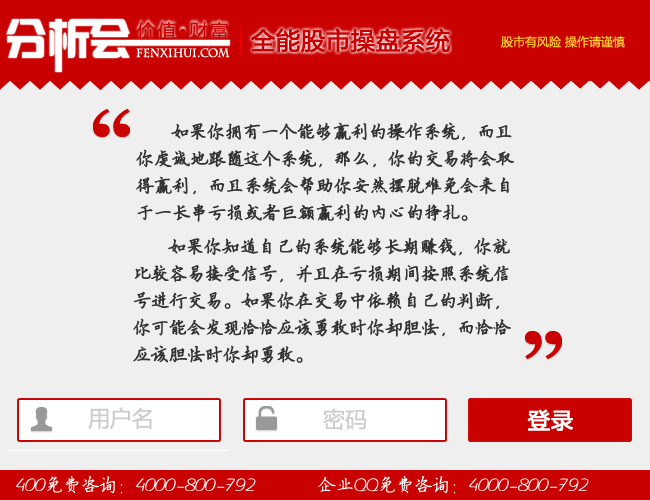 分析会 价值·财富
FENXIHUI.COM
全能股市操盘系统
股市有风险 操作请谨慎
“
如果你拥有一个能够赢利的操作系统，而且
你虔诚地跟随这个系统，那么，你的交易将会取
得赢利，而且系统会帮助你安然摆脱难免会来自
于一长串亏损或者巨额赢利的内心的挣扎。
如果你知道自己的系统能够长期赚钱，你就
比较容易接受信号，并且在亏损期间按照系统信
号进行交易。如果你在交易中依赖自己的判断，
你可能会发现恰恰应该勇敢时你却胆怯，而恰恰
应该胆怯时你却勇敢。
”
用户名
密码
登录
400免费咨询：4000-800-792
企业QQ免费咨询：4000-800-792